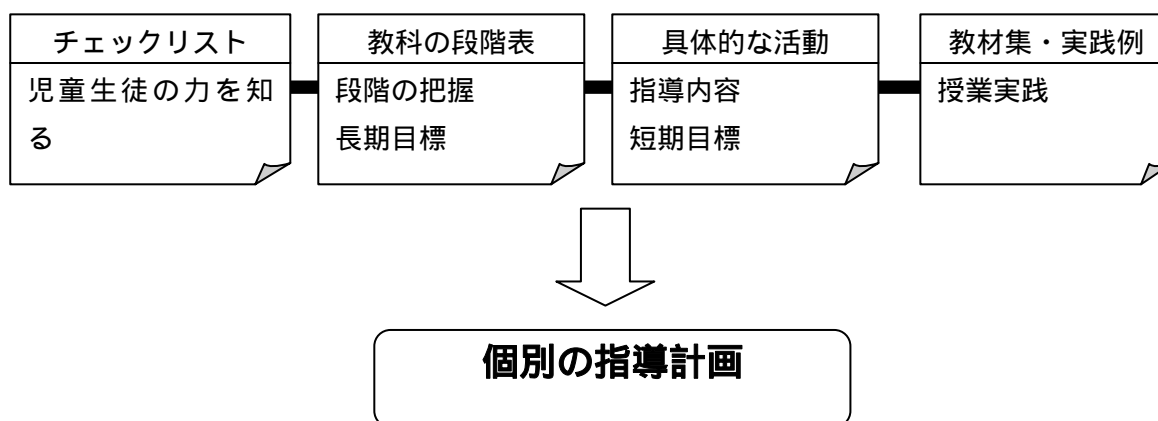 チェックリスト
児童生徒の力を知
る
教科の段階表
段階の把握
長期目標
具体的な活動
指導内容
短期目標
教材集・実践例
授業実践
個別の指導計画